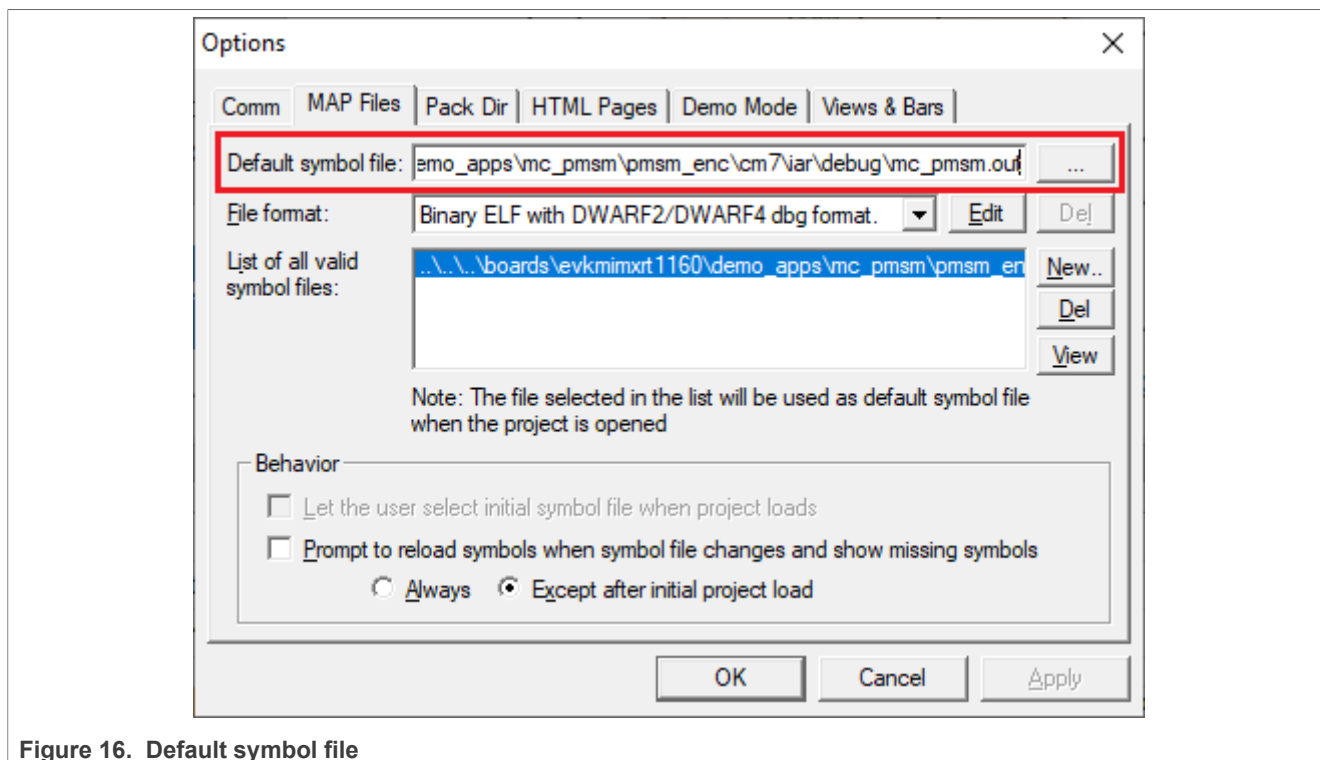 Options
Comm MAP Files Pack Dir HTML Pages Demo Mode Views & Bars
Default symbol file: emo_apps\mc_pmsm\pmsm_enc\cm7\iar\debug\mc_pmsm.out ...
File format: Binary ELF with DWARF2/DWARF4 dbg format. Edit Del
List of all valid
symbol files:
..\..\..\boards\evkmimxrt1160\demo_apps\mc_pmsm\pmsm_en
New..
Del
View
Note: The file selected in the list will be used as default symbol file
when the project is opened
Behavior
Let the user select initial symbol file when project loads
Prompt to reload symbols when symbol file changes and show missing symbols
Always Except after initial project load
OK Cancel Apply
Figure 16. Default symbol file